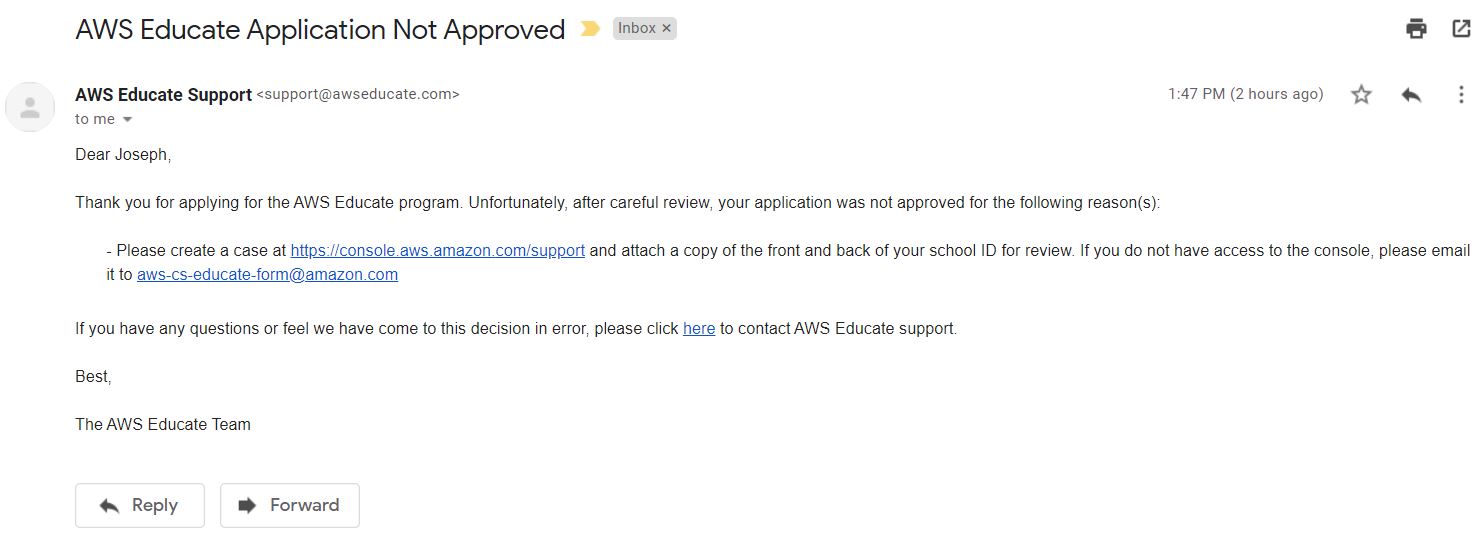 AWS Educate Application Not Approved Inbox ×
AWS Educate Support <support@awseducate.com> 1:47 PM (2 hours ago)
to me
Dear Joseph,
Thank you for applying for the AWS Educate program. Unfortunately, after careful review, your application was not approved for the following reason(s):
- Please create a case at https://console.aws.amazon.com/support and attach a copy of the front and back of your school ID for review. If you do not have access to the console, please email
it to aws-cs-educate-form@amazon.com
If you have any questions or feel we have come to this decision in error, please click here to contact AWS Educate support.
Best,
The AWS Educate Team
Reply Forward